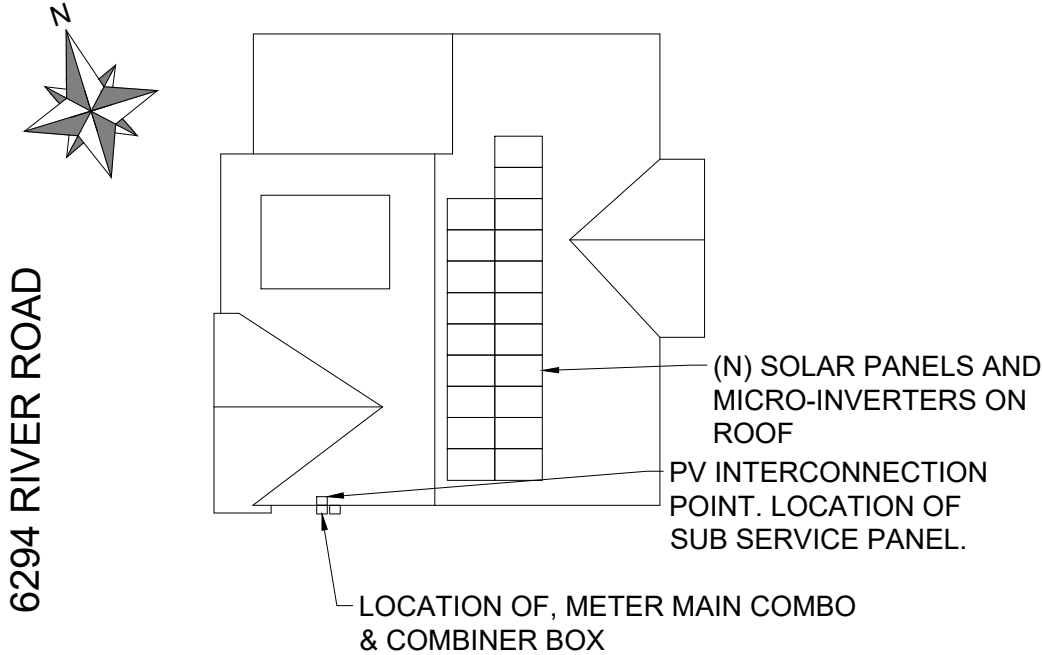 N
6294 RIVER ROAD
(N) SOLAR PANELS AND
MICRO-INVERTERS ON
ROOF
PV INTERCONNECTION
POINT. LOCATION OF
SUB SERVICE PANEL.
LOCATION OF, METER MAIN COMBO
& COMBINER BOX